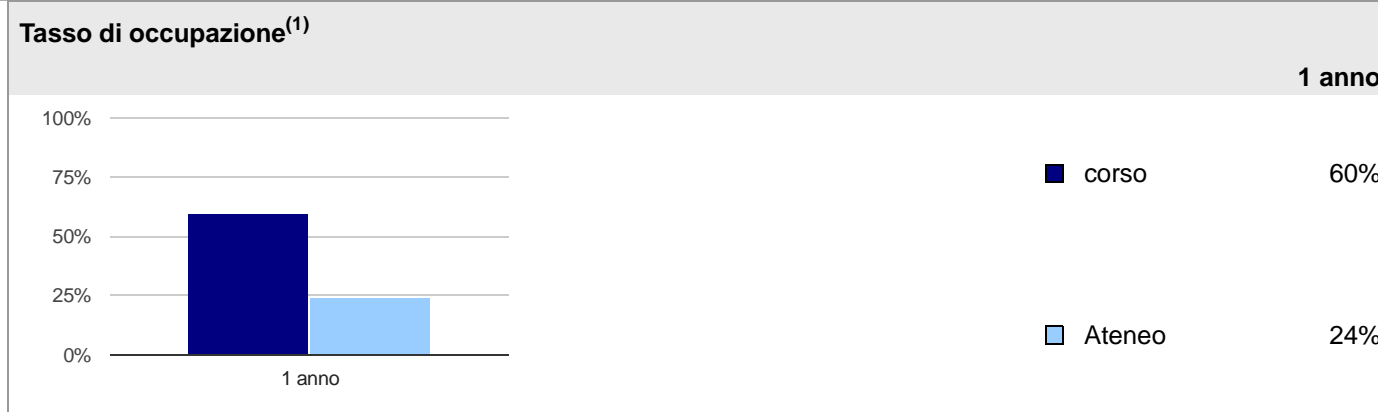 Tasso di occupazione(1)
1 anno
100%
75%
50%
25%
0%
1 anno
corso 60%
Ateneo 24%